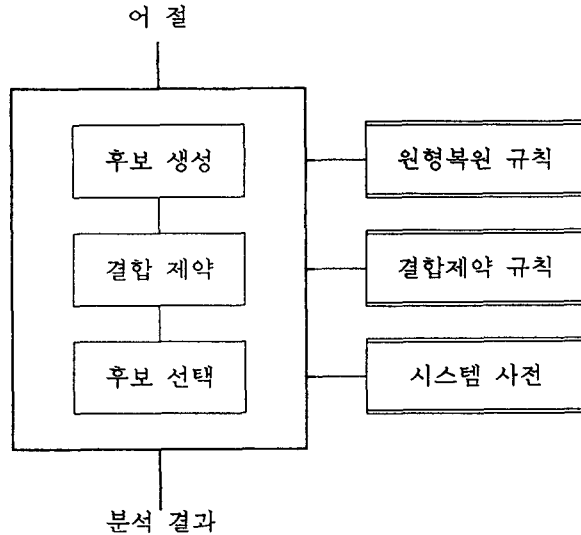 어 절
후보 생성
원형복원 규칙
결합 제약
결합제약 규칙
후보 선택
시스템 사전
분석 결과